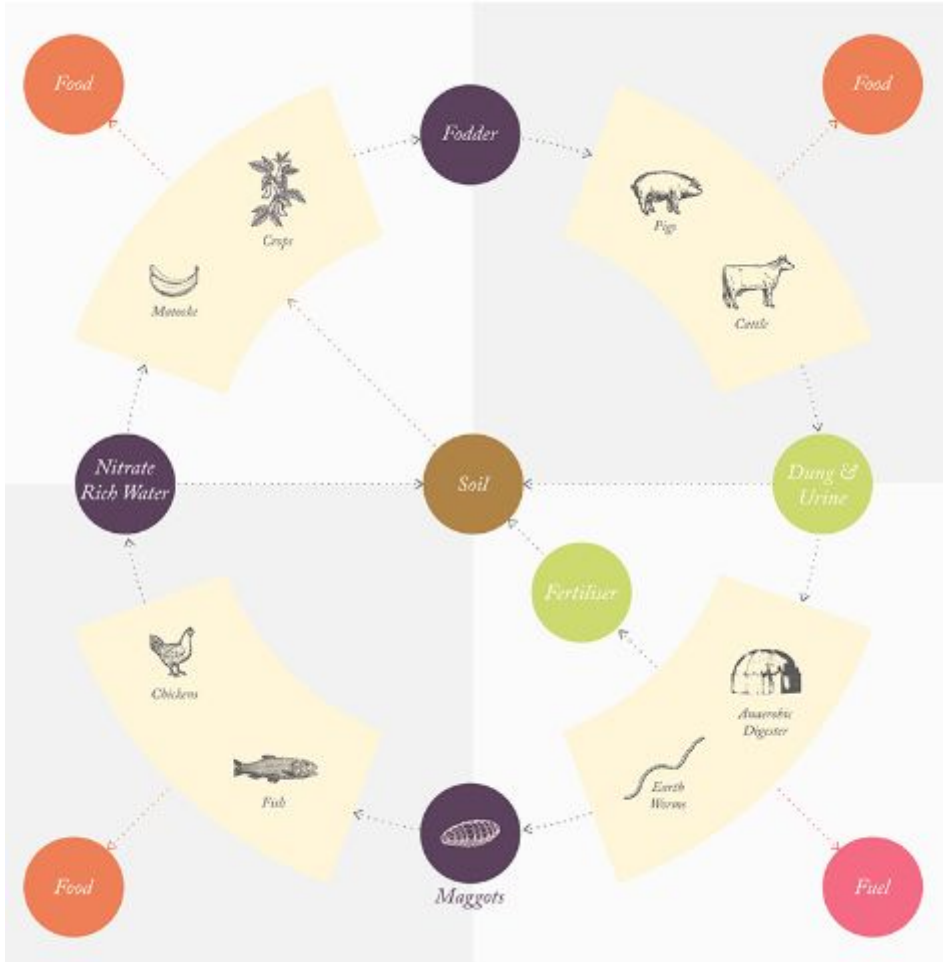 Food
Food
Fodder
Crops
Pigs
Matooke
Cattle
Nitrate
Rich Water
Soil
Dung &
Urine
Fertiliser
Chickens
Anaerobic
Digester
Fish
Earth
Worms
Food
Maggots
Fuel